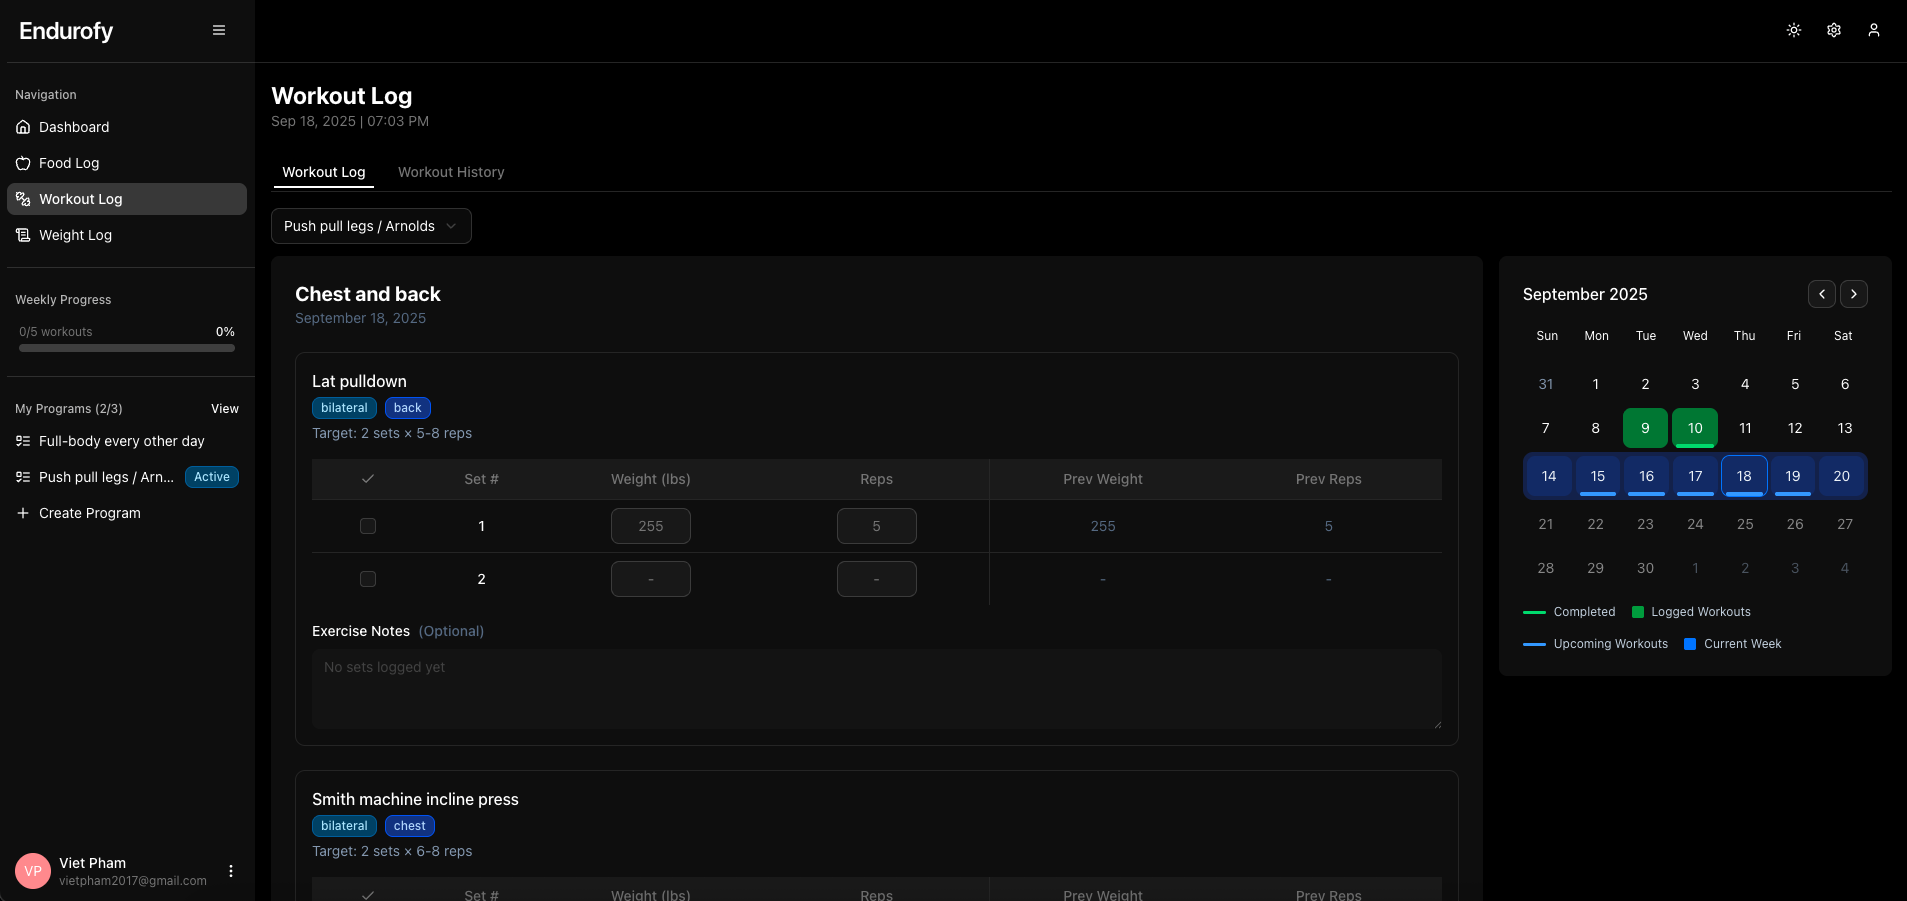 Endurofy
Navigation
Dashboard
Food Log
Workout Log
Weight Log
Weekly Progress
0/5 workouts 0%
My Programs (2/3) View
Full-body every other day
Push pull legs / Arn... Active
Create Program
VP
Viet Pham
vietpham2017@gmail.com
Workout Log
Sep 18, 2025 | 07:03 PM
Workout Log Workout History
Push pull legs / Arnolds
Chest and back
September 18, 2025
Lat pulldown
bilateral back
Target: 2 sets × 5-8 reps
Set # Weight (lbs) Reps Prev Weight Prev Reps
1 255 5 255 5
2 - - - -
Exercise Notes (Optional)
No sets logged yet
Smith machine incline press
bilateral chest
Target: 2 sets × 6-8 reps
Set # Weight (lbs) Reps Prev Weight Prev Reps
September 2025
Sun Mon Tue Wed Thu Fri Sat
31 1 2 3 4 5 6
7 8 9 10 11 12 13
14 15 16 17 18 19 20
21 22 23 24 25 26 27
28 29 30 1 2 3 4
Completed Logged Workouts
Upcoming Workouts Current Week